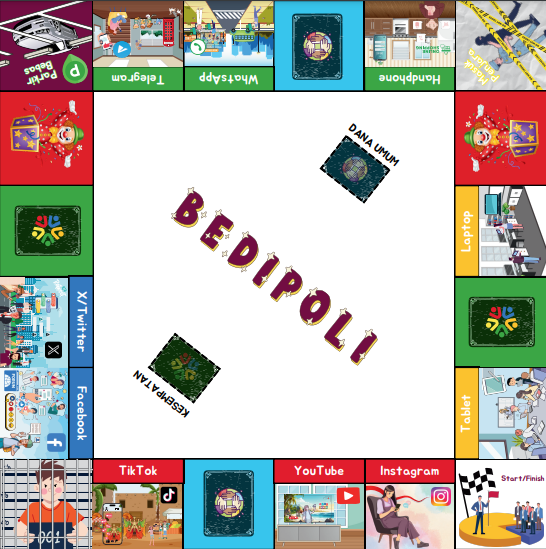 Parkir
Bebas
P
Telegram
WhatsApp
Handphone
Masuk
Penjara
DANA UMUM
BEDIPOLI
KESEMPATAN
Laptop
Tablet
X/Twitter
Facebook
001
TikTok
YouTube
Instagram
Start/Finish